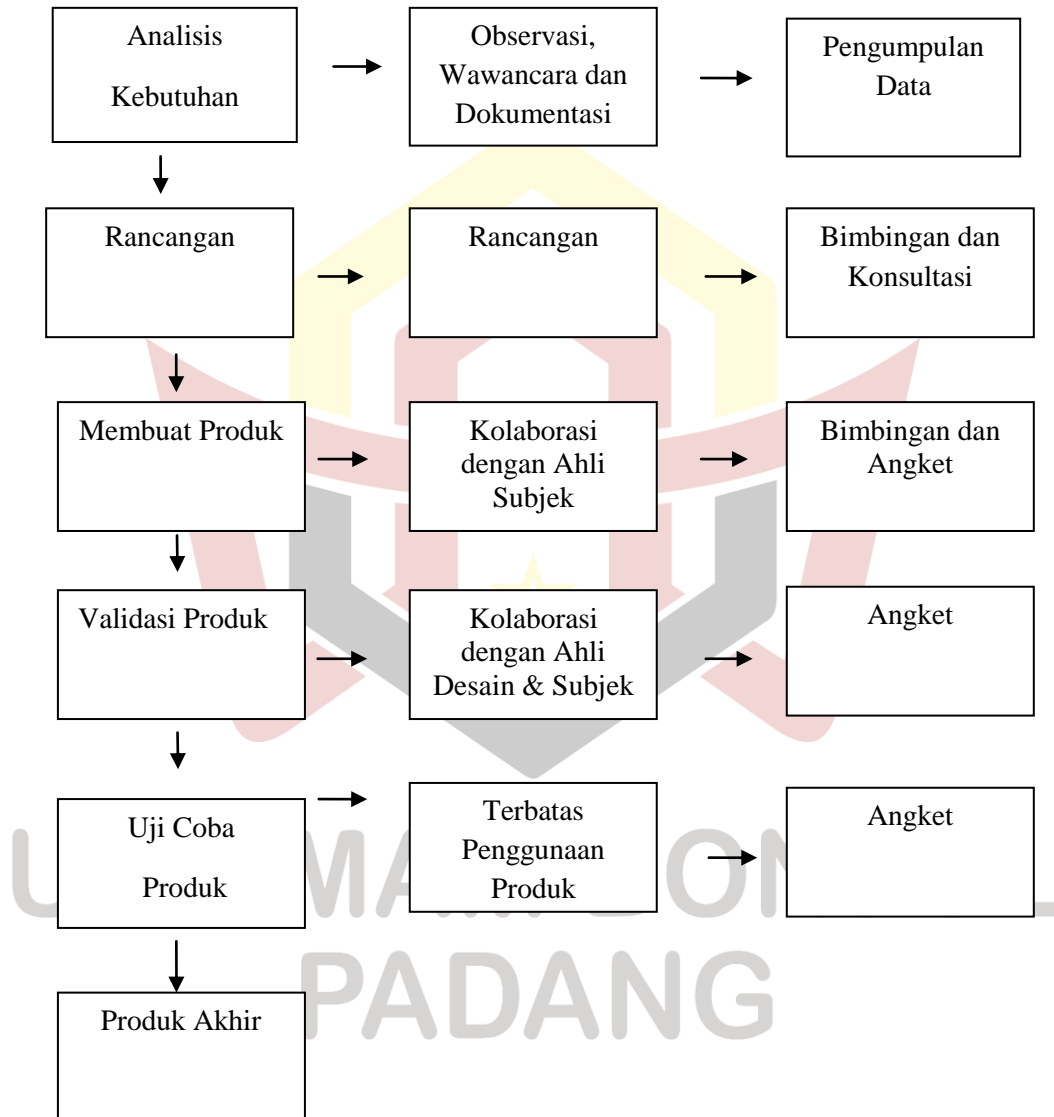 Analisis
Kebutuhan
Observasi,
Wawancara dan
Dokumentasi
Pengumpulan
Data
Rancangan
Rancangan
Bimbingan dan
Konsultasi
Membuat Produk
Kolaborasi
dengan Ahli
Subjek
Bimbingan dan
Angket
Validasi Produk
Kolaborasi
dengan Ahli
Desain & Subjek
Angket
Uji Coba
Produk
Terbatas
Penggunaan
Produk
Angket
Produk Akhir
PADANG